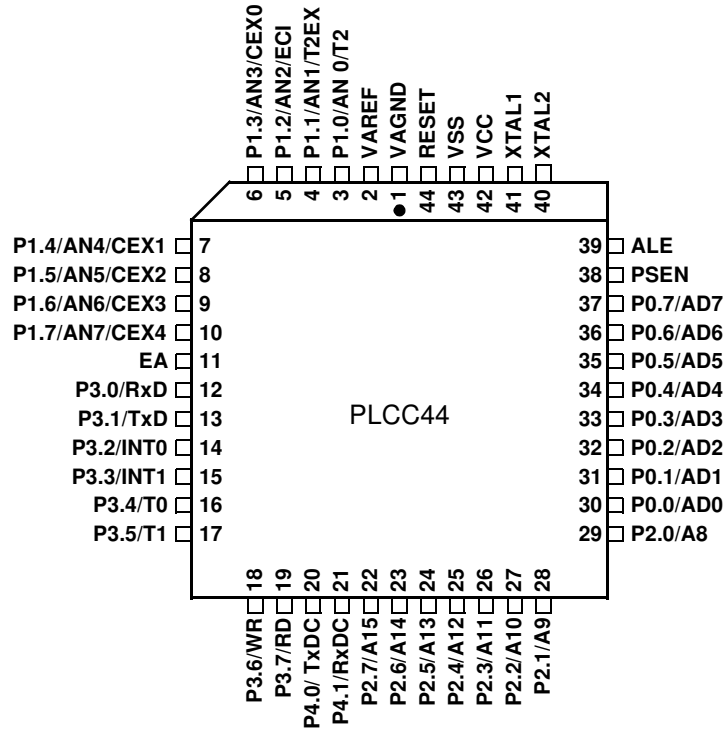 P1.3/AN3/CEX0
P1.2/AN2/ECI
P1.1/AN1/T2EX
P1.0/AN 0/T2
VAREF
VAGND
RESET
VSS
VCC
XTAL1
XTAL2
6
5
4
3
2
1
44
43
42
41
40
P1.4/AN4/CEX1 7
P1.5/AN5/CEX2 8
P1.6/AN6/CEX3 9
P1.7/AN7/CEX4 10
EA 11
P3.0/RxD 12
P3.1/TxD 13
P3.2/INT0 14
P3.3/INT1 15
P3.4/T0 16
P3.5/T1 17
PLCC44
39 ALE
38 PSEN
37 P0.7/AD7
36 P0.6/AD6
35 P0.5/AD5
34 P0.4/AD4
33 P0.3/AD3
32 P0.2/AD2
31 P0.1/AD1
30 P0.0/AD0
29 P2.0/A8
18
19
20
21
22
23
24
25
26
27
28
P3.6/WR
P3.7/RD
P4.0/ TxDC
P4.1/RxDC
P2.7/A15
P2.6/A14
P2.5/A13
P2.4/A12
P2.3/A11
P2.2/A10
P2.1/A9